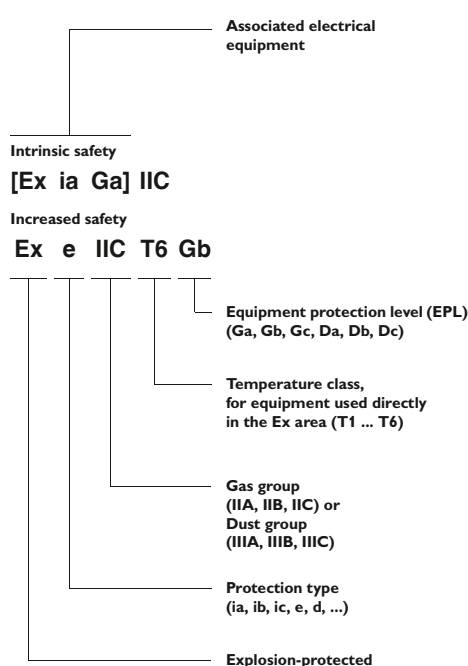 Associated electrical
equipment
Intrinsic safety
[Ex ia Ga] IIC
Increased safety
Ex e IIC T6 Gb
Equipment protection level (EPL)
(Ga, Gb, Gc, Da, Db, Dc)
Temperature class,
for equipment used directly
in the Ex area (T1 ... T6)
Gas group
(IIA, IIB, IIC) or
Dust group
(IIIA, IIIB, IIIC)
Protection type
(ia, ib, ic, e, d, ...)
Explosion-protected